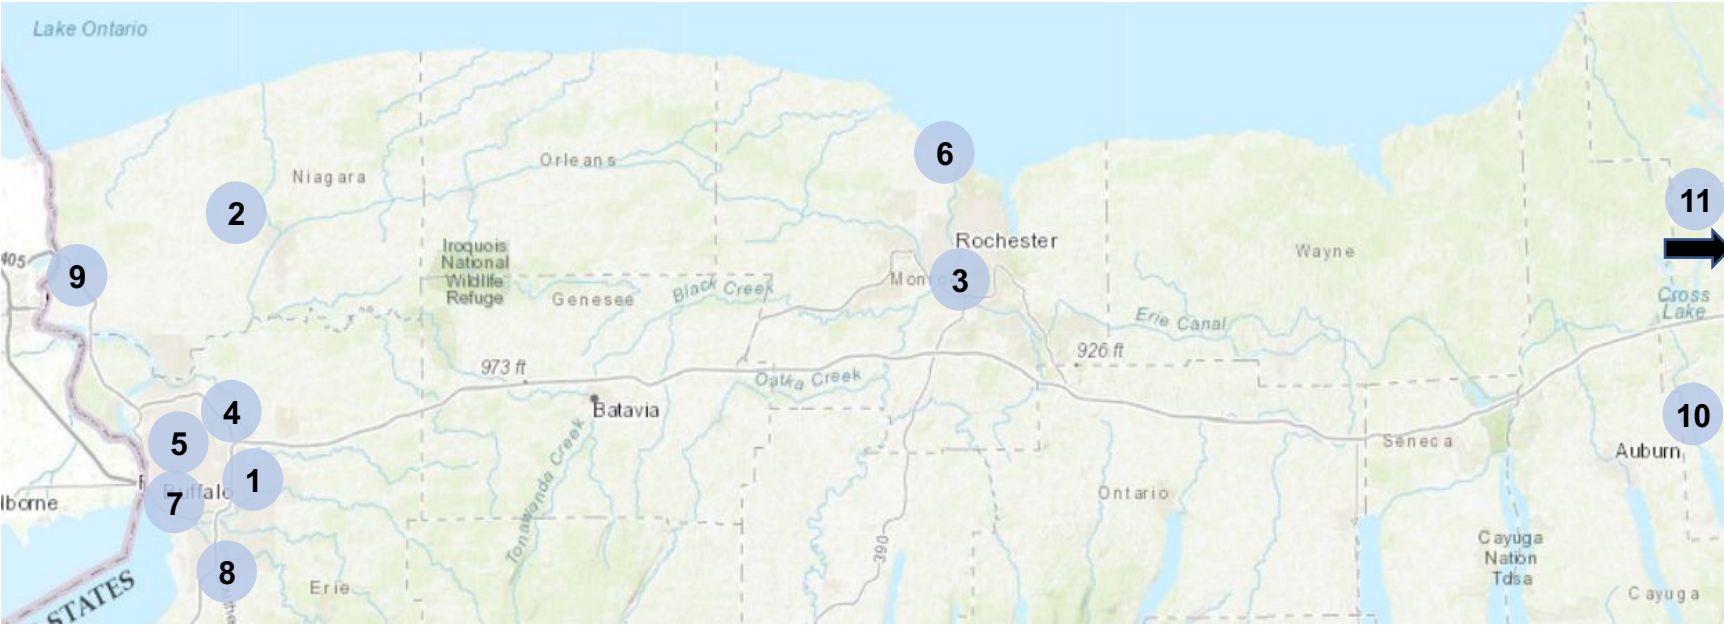 Lake Ontario
6
Orleans
Niagara
11
2
Rochester
Iroquois
National
Wildlife
Refuge
Wayne
405
9
Genesee
Black Creek
3
Cross
Lake
Erie Canal
926 ft
973 ft
Oatka Creek
4
Batavia
10
5
Seneca
Auburn
1
7
Buffalo
Ontario
lborne
Tonawanda Creek
390
Cayuga
Nation
Tdsa
8
Erie
STATES
Cayuga